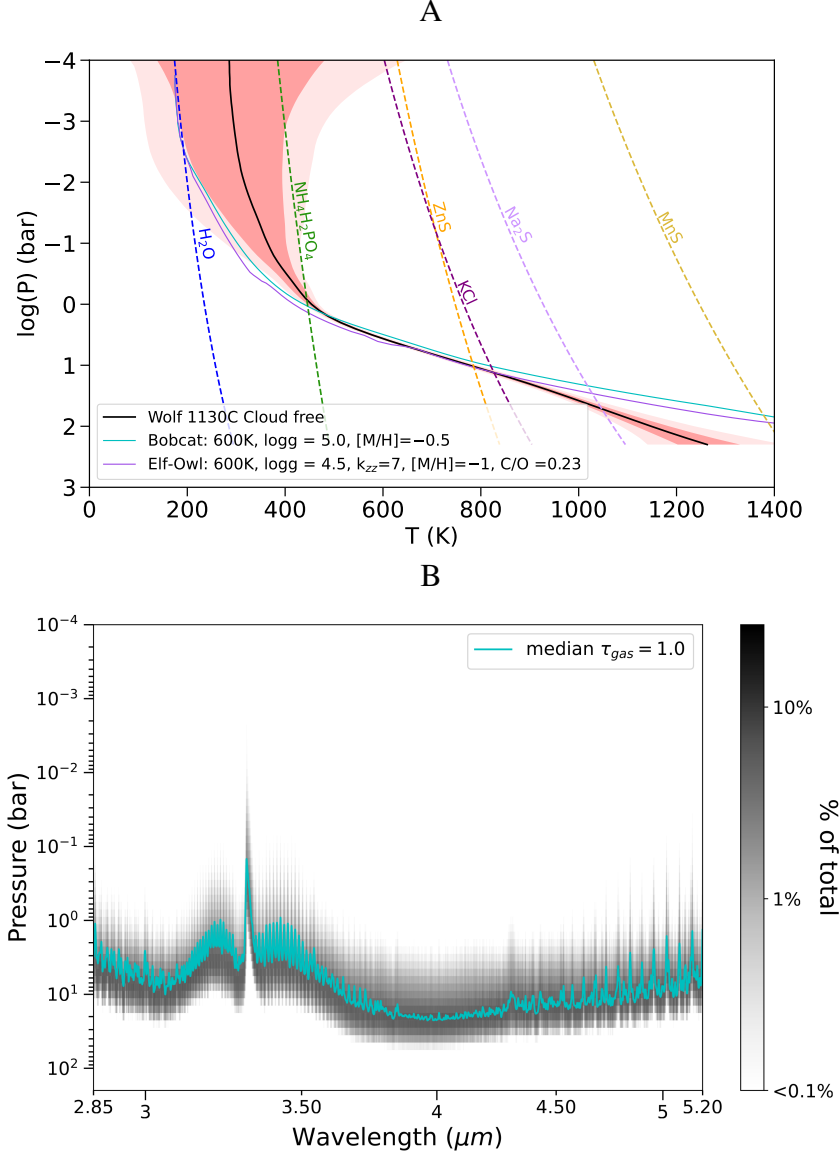 A
−4
−3
−2
−1
0
1
2
3
log(P) (bar)
H₂O
NH₄H₂PO₄
ZnS
KCl
Na₂S
MnS
Wolf 1130C Cloud free
Bobcat: 600K, logg = 5.0, [M/H]=−0.5
Elf-Owl: 600K, logg = 4.5, k_zz=7, [M/H]=−1, C/O =0.23
0 200 400 600 800 1000 1200 1400
T (K)
B
10⁻⁴
10⁻³
10⁻²
10⁻¹
10⁰
10¹
10²
Pressure (bar)
median τ_gas = 1.0
2.85 3 3.50 4 4.50 5 5.20
Wavelength (μm)
10%
1%
<0.1%
% of total